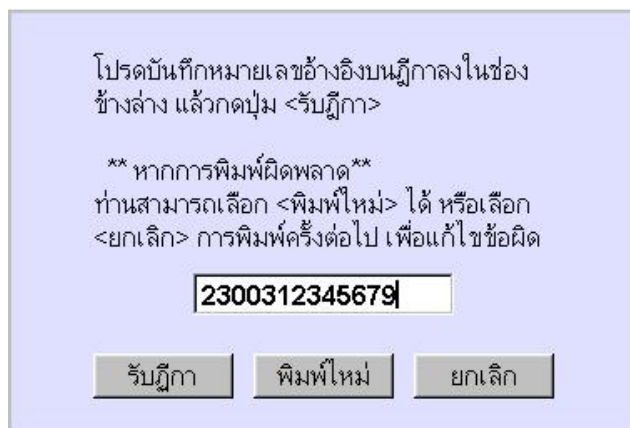 โปรดบันทึกหมายเลขอ้างอิงบนฎีกาลงในช่อง
ข้างล่าง แล้วกดปุ่ม <รับฎีกา>
** หากการพิมพ์ผิดพลาด**
ท่านสามารถเลือก <พิมพ์ใหม่> ได้ หรือเลือก
<ยกเลิก> การพิมพ์ครั้งต่อไป เพื่อแก้ไขข้อผิด
2300312345679
รับฎีกา พิมพ์ใหม่ ยกเลิก